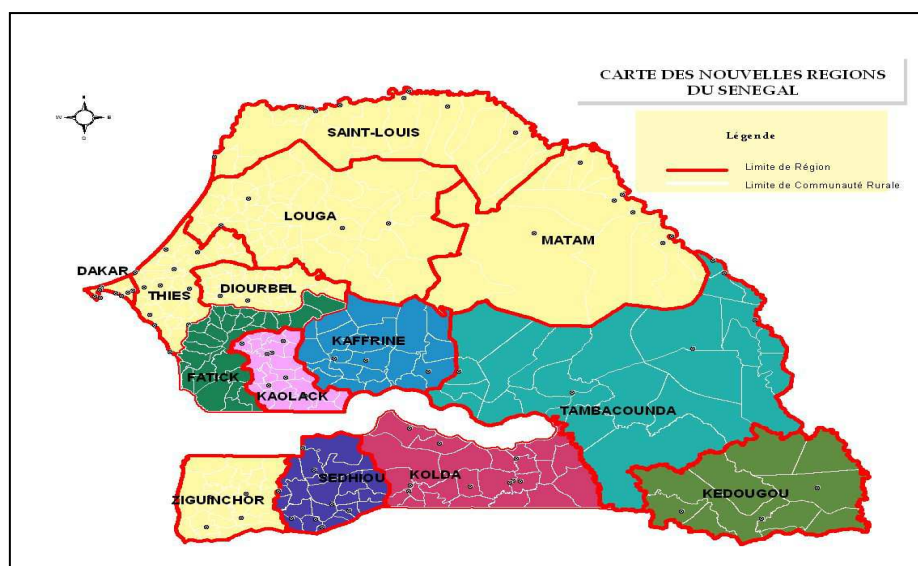 CARTE DES NOUVELLES REGIONS
DU SENEGAL
Légende
Limite de Région
Limite de Communauté Rurale
SAINT-LOUIS
LOUGA
MATAM
DAKAR
THIES
DIOURBEL
KAFFRINE
FATICK
KAOLACK
TAMBACOUNDA
SEDHIOU
KOLDA
ZIGUINCHOR
KEDOUGOU